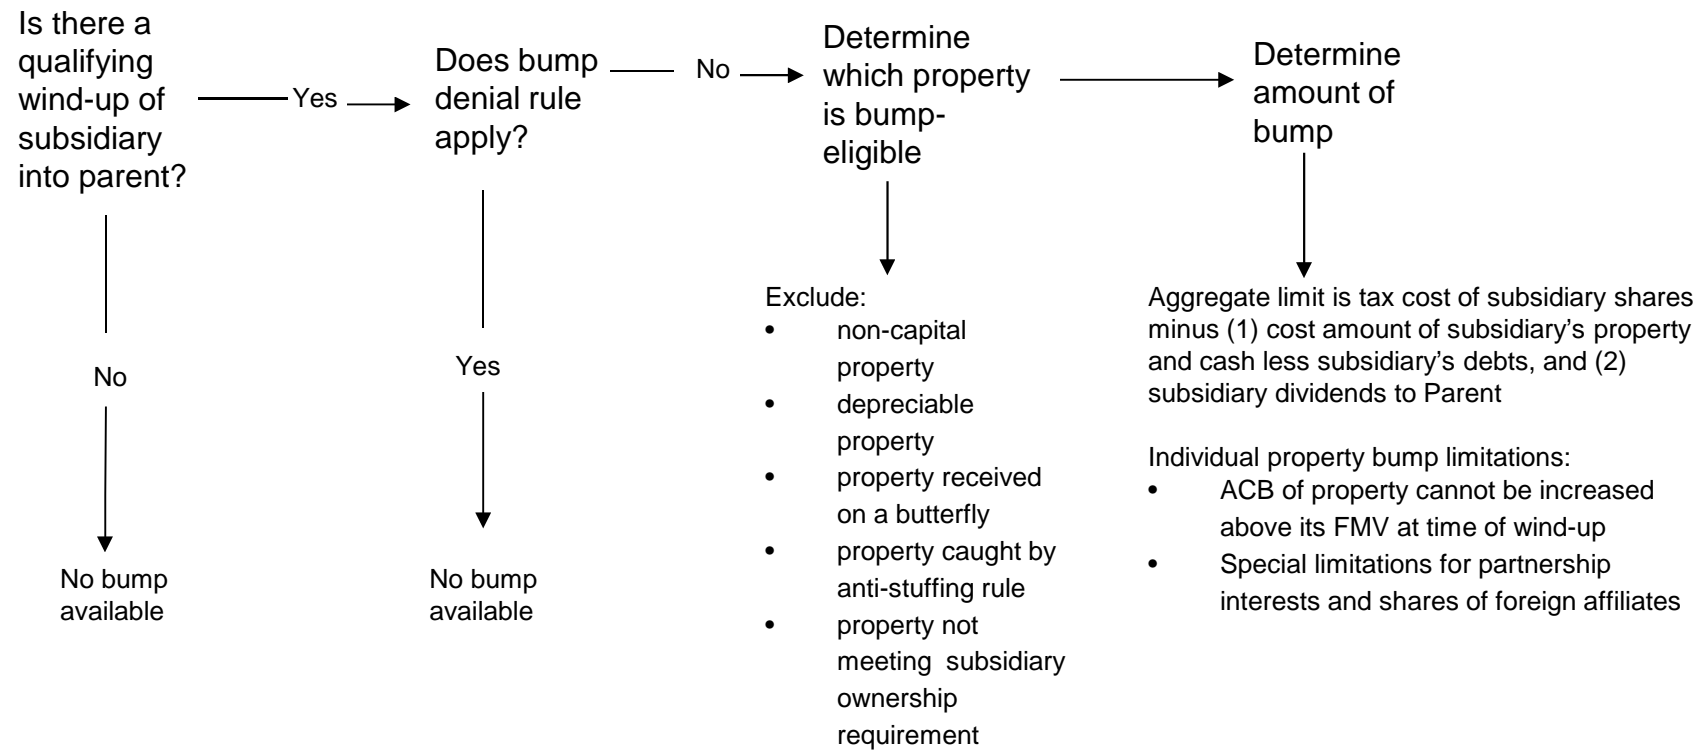 Is there a
qualifying
wind-up of
subsidiary
into parent?
Yes
No
No bump
available
Does bump
denial rule
apply?
No
Yes
No bump
available
Determine
which property
is bump-
eligible
Exclude:
• non-capital
property
• depreciable
property
• property received
on a butterfly
• property caught by
anti-stuffing rule
• property not
meeting subsidiary
ownership
requirement
Determine
amount of
bump
Aggregate limit is tax cost of subsidiary shares
minus (1) cost amount of subsidiary's property
and cash less subsidiary's debts, and (2)
subsidiary dividends to Parent
Individual property bump limitations:
• ACB of property cannot be increased
above its FMV at time of wind-up
• Special limitations for partnership
interests and shares of foreign affiliates